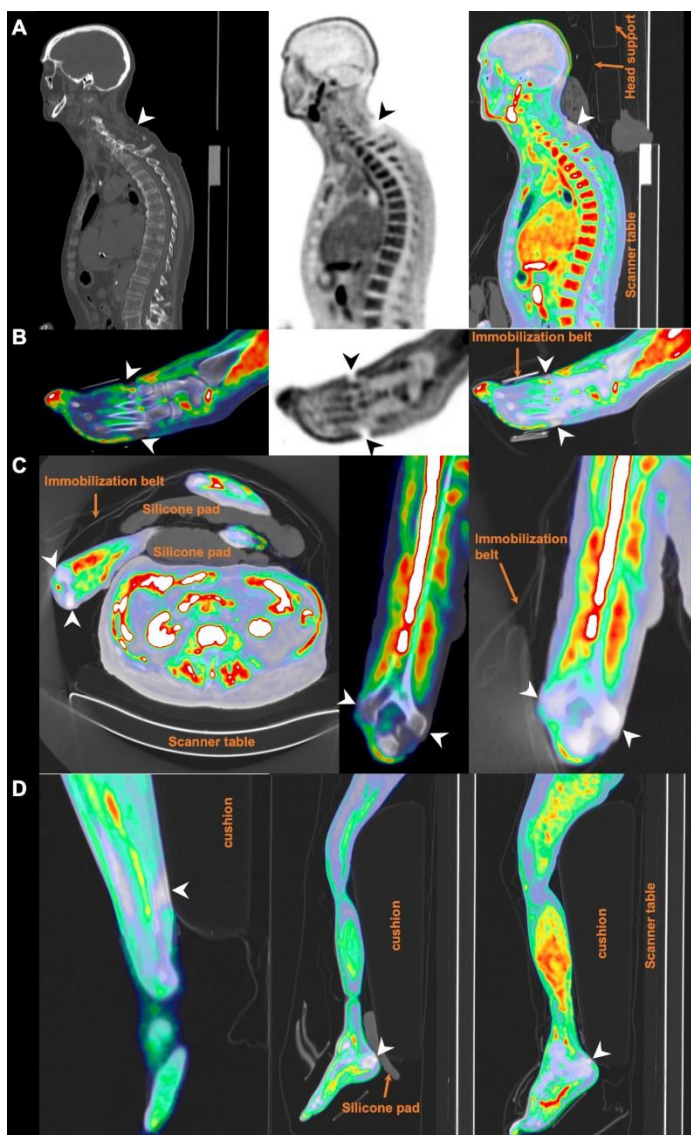 A
Head support
Scanner table
B
Immobilization belt
C
Immobilization belt
Silicone pad
Silicone pad
Scanner table
Immobilization
belt
D
cushion
cushion
Silicone pad
cushion
Scanner table